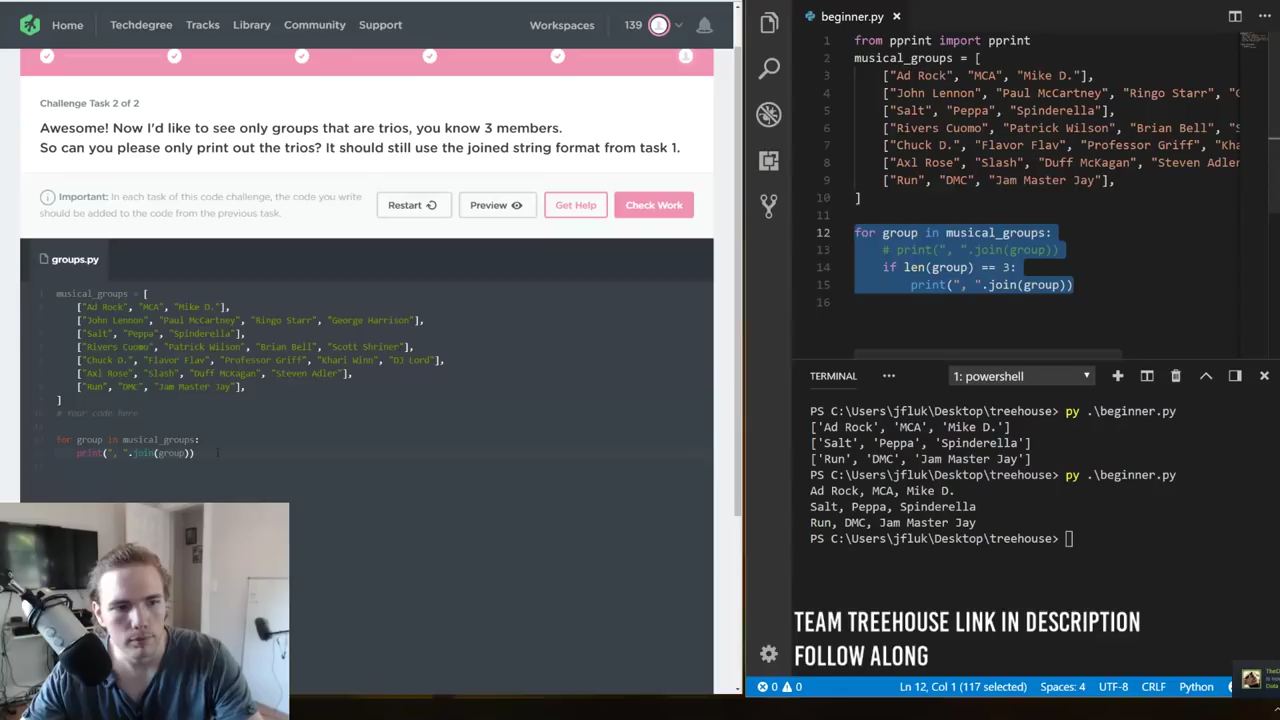 Home Techdegree Tracks Library Community Support Workspaces 139
Challenge Task 2 of 2
Awesome! Now I'd like to see only groups that are trios, you know 3 members.
So can you please only print out the trios? It should still use the joined string format from task 1.
Important: In each task of this code challenge, the code you write
should be added to the code from the previous task.
Restart Preview Get Help Check Work
groups.py
musical_groups = [
["Ad Rock", "MCA", "Mike D."],
["John Lennon", "Paul McCartney", "Ringo Starr", "George Harrison"],
["Salt", "Peppa", "Spinderella"],
["Rivers Cuomo", "Patrick Wilson", "Brian Bell", "Scott Shriner"],
["Chuck D.", "Flavor Flav", "Professor Griff", "Khari Winn", "DJ Lord"],
["Axl Rose", "Slash", "Duff McKagan", "Steven Adler"],
["Run", "DMC", "Jam Master Jay"],
]
# Your code here
for group in musical_groups:
print(", ".join(group))
beginner.py
1 from pprint import pprint
2 musical_groups = [
3 ["Ad Rock", "MCA", "Mike D."],
4 ["John Lennon", "Paul McCartney", "Ringo Starr", "G
5 ["Salt", "Peppa", "Spinderella"],
6 ["Rivers Cuomo", "Patrick Wilson", "Brian Bell", "S
7 ["Chuck D.", "Flavor Flav", "Professor Griff", "Kha
8 ["Axl Rose", "Slash", "Duff McKagan", "Steven Adler
9 ["Run", "DMC", "Jam Master Jay"],
10 ]
11
12 for group in musical_groups:
13 # print(", ".join(group))
14 if len(group) == 3:
15 print(", ".join(group))
16
TERMINAL 1: powershell
PS C:\Users\jfluk\Desktop\treehouse> py .\beginner.py
['Ad Rock', 'MCA', 'Mike D.']
['Salt', 'Peppa', 'Spinderella']
['Run', 'DMC', 'Jam Master Jay']
PS C:\Users\jfluk\Desktop\treehouse> py .\beginner.py
Ad Rock, MCA, Mike D.
Salt, Peppa, Spinderella
Run, DMC, Jam Master Jay
PS C:\Users\jfluk\Desktop\treehouse>
TEAM TREEHOUSE LINK IN DESCRIPTION
FOLLOW ALONG
0 0 Ln 12, Col 1 (117 selected) Spaces: 4 UTF-8 CRLF Python